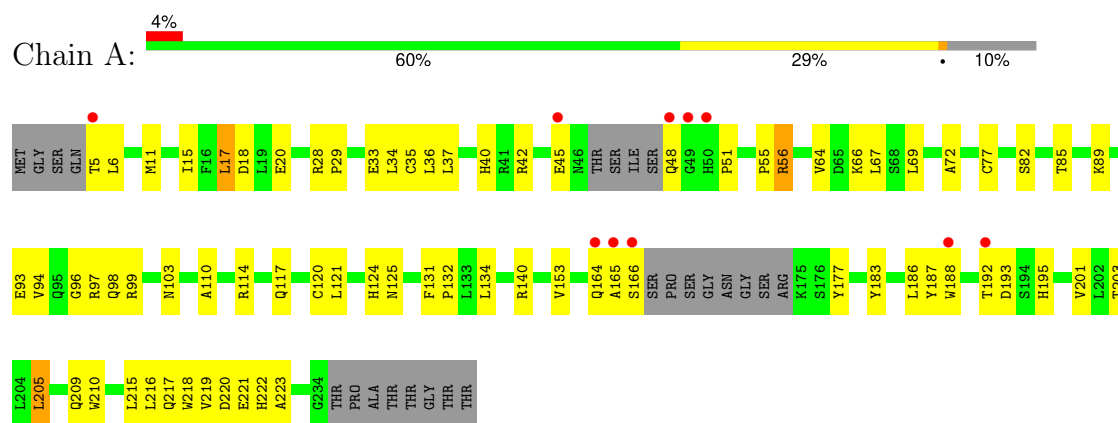 4%
Chain A:
60% 29% • 10%
MET GLY SER GLN T5 L6 M11 I15 F16 L17 D18 L19 E20 R28 P29 E33 L34 C35 L36 L37 H40 R41 R42 E45 N46 THR SER ILE SER Q48 G49 H50 P51 P55 R56 V64 D65 K66 L67 S68 L69 A72 C77 S82 T85 K89
E93 V94 Q95 G96 R97 Q98 R99 N103 A110 R114 Q117 C120 L121 H124 N125 F131 P132 L133 L134 R140 V153 Q164 A165 S166 SER PRO SER GLY ASN GLY SER ARG K175 S176 Y177 Y183 L186 Y187 W188 T192 D193 S194 H195 V201 L202 T203
L204 L205 Q209 W210 L215 L216 Q217 W218 V219 D220 E221 H222 A223 G234 THR PRO ALA THR THR GLY THR THR